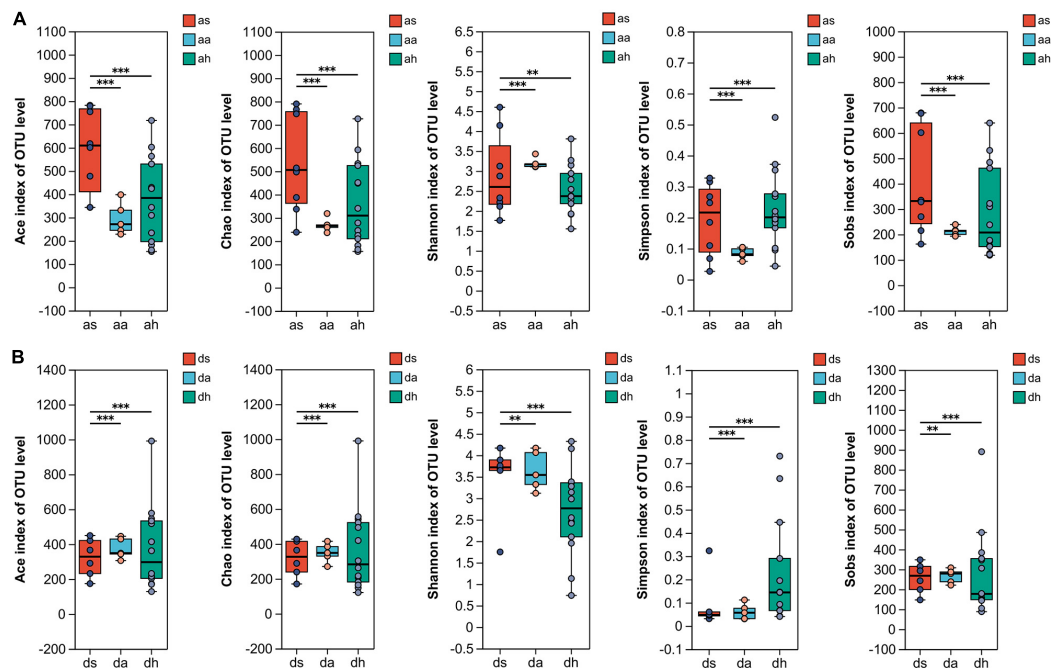 A
Ace index of OTU level
1100
1000
900
800
700
600
500
400
300
200
100
0
-100
***
***
as
aa
ah
as
aa
ah
Chao index of OTU level
1100
1000
900
800
700
600
500
400
300
200
100
0
-100
***
***
as
aa
ah
as
aa
ah
Shannon index of OTU level
6.5
6
5.5
5
4.5
4
3.5
3
2.5
2
1.5
1
0.5
0
-0.5
**
***
as
aa
ah
as
aa
ah
Simpson index of OTU level
0.8
0.7
0.6
0.5
0.4
0.3
0.2
0.1
0
-0.1
***
***
as
aa
ah
as
aa
ah
Sobs index of OTU level
1000
900
800
700
600
500
400
300
200
100
0
-100
***
***
as
aa
ah
as
aa
ah
B
Ace index of OTU level
1400
1200
1000
800
600
400
200
0
-200
***
***
ds
da
dh
ds
da
dh
Chao index of OTU level
1400
1200
1000
800
600
400
200
0
-200
***
***
ds
da
dh
ds
da
dh
Shannon index of OTU level
6
5.5
5
4.5
4
3.5
3
2.5
2
1.5
1
0.5
0
-0.5
***
**
ds
da
dh
ds
da
dh
Simpson index of OTU level
1.1
1
0.9
0.8
0.7
0.6
0.5
0.4
0.3
0.2
0.1
0
-0.1
***
***
ds
da
dh
ds
da
dh
Sobs index of OTU level
1300
1200
1100
1000
900
800
700
600
500
400
300
200
100
0
-100
-200
***
**
ds
da
dh
ds
da
dh